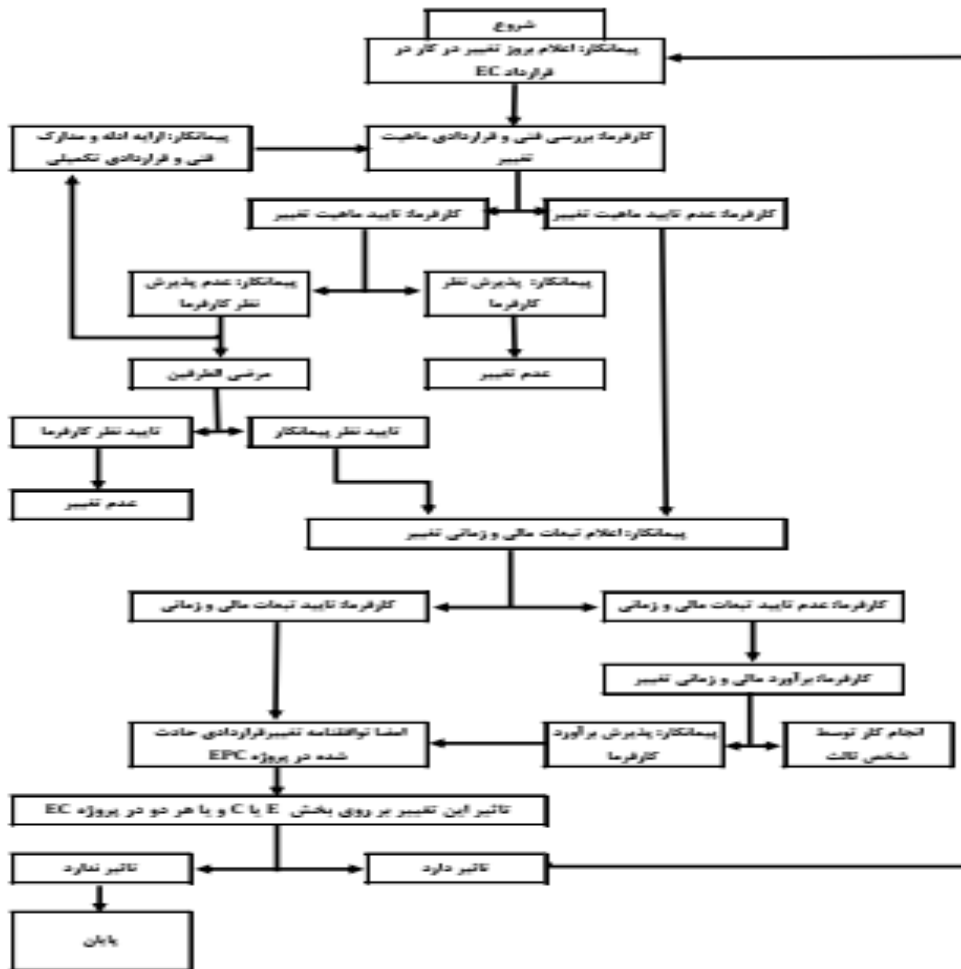 شروع
پیمانکار: اعلام بروز تغییر در کار در
قرارداد EC
کارفرما: بررسی فنی و قراردادی ماهیت
تغییر
پیمانکار: ارایه ادله و مدارک
فنی و قراردادی تکمیلی
کارفرما: عدم تایید ماهیت تغییر
کارفرما: تایید ماهیت تغییر
پیمانکار: پذیرش نظر
کارفرما
پیمانکار: عدم پذیرش
نظر کارفرما
عدم تغییر
مرضی الطرفین
تایید نظر پیمانکار
تایید نظر کارفرما
عدم تغییر
پیمانکار: اعلام تبعات مالی و زمانی تغییر
کارفرما: عدم تایید تبعات مالی و زمانی
کارفرما: تایید تبعات مالی و زمانی
کارفرما: برآورد مالی و زمانی تغییر
انجام کار توسط
شخص ثالث
پیمانکار: پذیرش برآورد
کارفرما
امضا توافقنامه تغییرقراردادی حادث
شده در پروژه EPC
تاثیر این تغییر بر روی بخش E یا C و یا هر دو در پروژه EC
تاثیر دارد
تاثیر ندارد
پایان